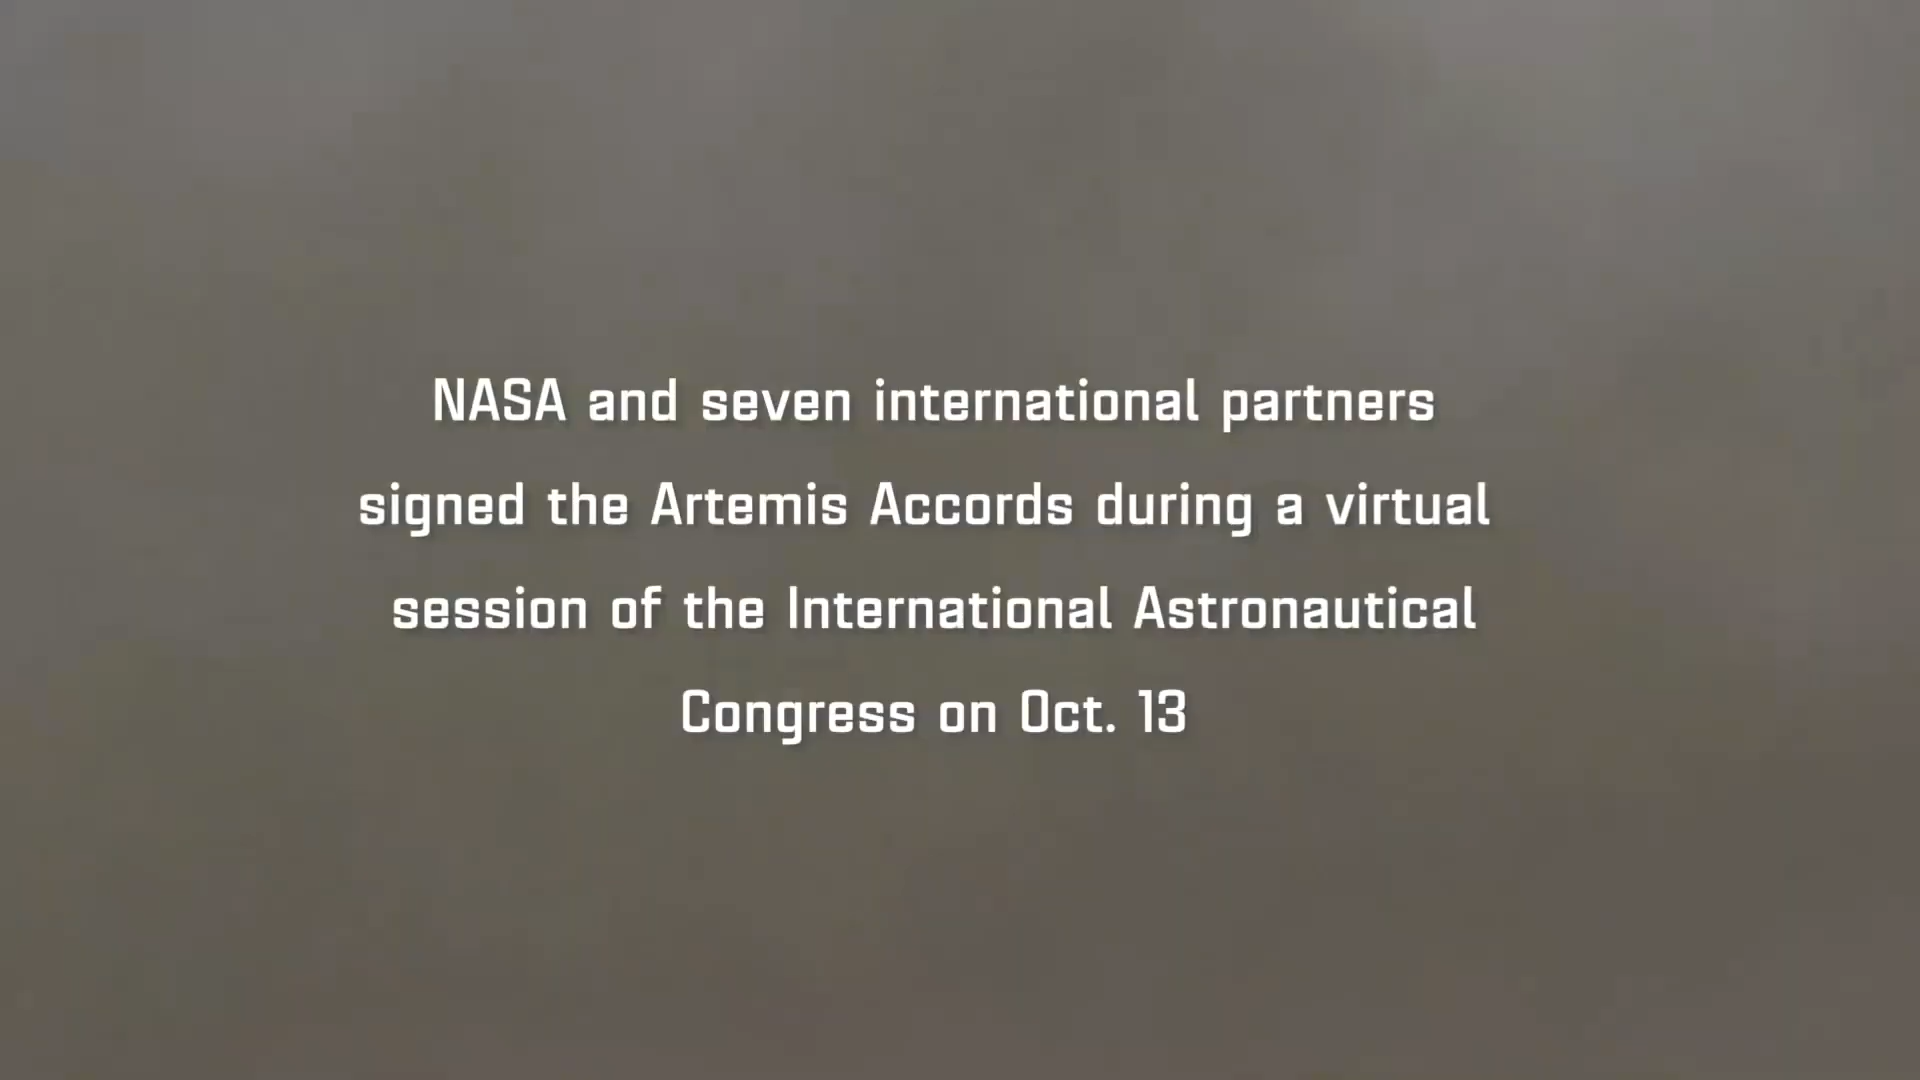 NASA and seven international partners
signed the Artemis Accords during a virtual
session of the International Astronautical
Congress on Oct. 13